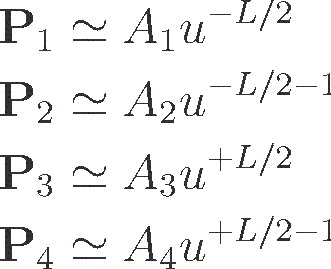 𝐏₁ ≃ A₁u^{-L/2}
𝐏₂ ≃ A₂u^{-L/2-1}
𝐏₃ ≃ A₃u^{+L/2}
𝐏₄ ≃ A₄u^{+L/2-1}